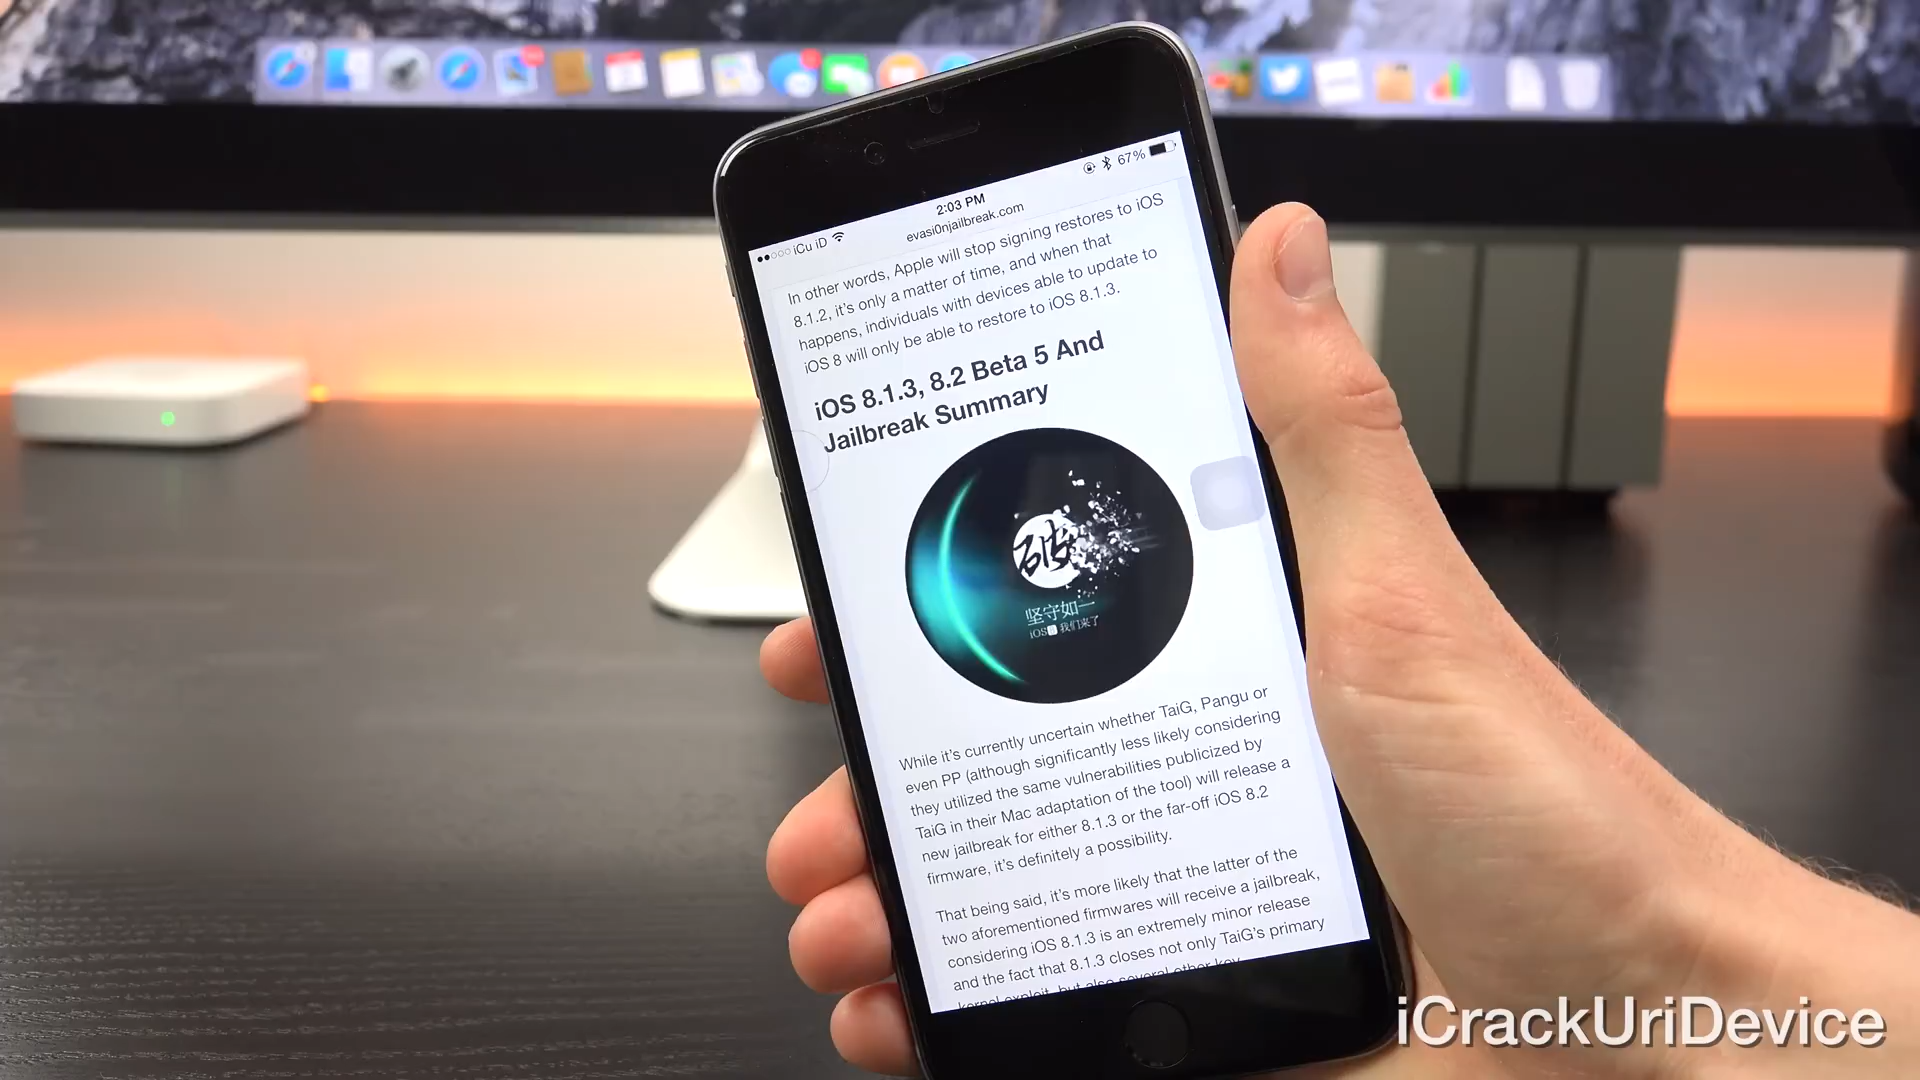 ●●○○○ iCu iD
2:03 PM
67%
evasi0njailbreak.com
In other words, Apple will stop signing restores to iOS
8.1.2, it's only a matter of time, and when that
happens, individuals with devices able to update to
iOS 8 will only be able to restore to iOS 8.1.3.
iOS 8.1.3, 8.2 Beta 5 And
Jailbreak Summary
破
坚守如一
iOS 我们来了
While it's currently uncertain whether TaiG, Pangu or
even PP (although significantly less likely considering
they utilized the same vulnerabilities publicized by
TaiG in their Mac adaptation of the tool) will release a
new jailbreak for either 8.1.3 or the far-off iOS 8.2
firmware, it's definitely a possibility.
That being said, it's more likely that the latter of the
two aforementioned firmwares will receive a jailbreak,
considering iOS 8.1.3 is an extremely minor release
and the fact that 8.1.3 closes not only TaiG's primary
kernel exploit, but also several other key
iCrackUriDevice